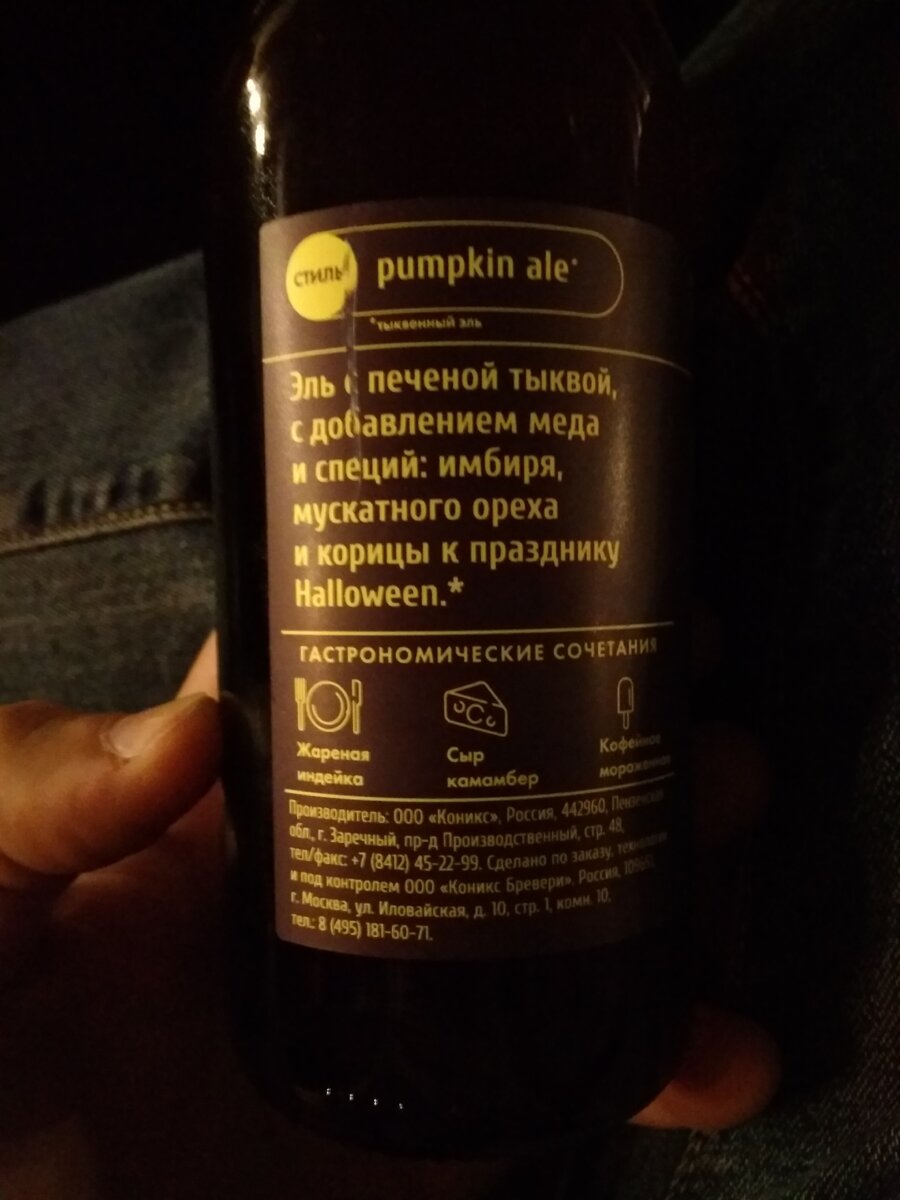 стиль
pumpkin ale*
*тыквенный эль
Эль с печеной тыквой,
с добавлением меда
и специй: имбиря,
мускатного ореха
и корицы к празднику
Halloween.*
ГАСТРОНОМИЧЕСКИЕ СОЧЕТАНИЯ
Жареная
индейка
Сыр
камамбер
Кофейное
мороженое
Производитель: ООО «Коникс», Россия, 442960, Пензенская
обл., г. Заречный, пр-д Производственный, стр. 48,
тел/факс: +7 (8412) 45-22-99. Сделано по заказу,
и под контролем ООО «Коникс Бревери», Россия,
г. Москва, ул. Иловайская, д. 10, стр. 1, комн. 10,
тел.: 8 (495) 181-60-71.